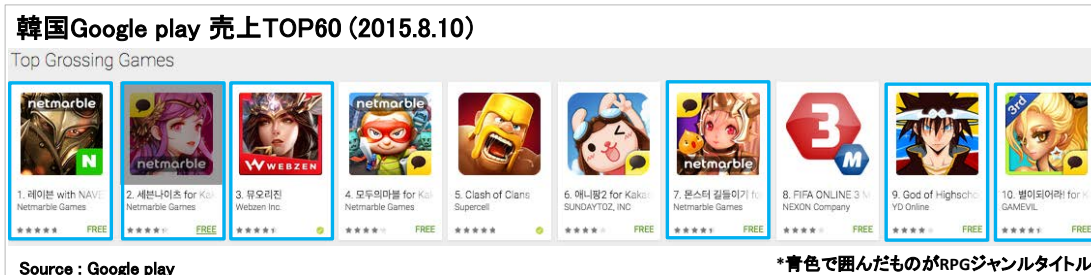 韓国Google play 売上TOP60 (2015.8.10)
Top Grossing Games
netmarble
N
netmarble
WEBZEN
netmarble
netmarble
3
M
3rd
1. 레이븐 with NAVE
Netmarble Games
FREE
2. 세븐나이츠 for Kak
Netmarble Games
FREE
3. 뮤오리진
Webzen Inc.
4. 모두의마블 for Kak
Netmarble Games
FREE
5. Clash of Clans
Supercell
6. 애니팡2 for Kakao
SUNDAYTOZ, INC
FREE
7. 몬스터 길들이기 fo
Netmarble Games
FREE
8. FIFA ONLINE 3 M
NEXON Company
FREE
9. God of Highscho
YD Online
FREE
10. 별이되어라! for K
GAMEVIL
FREE
Source : Google play
*青色で囲んだものがRPGジャンルタイトル